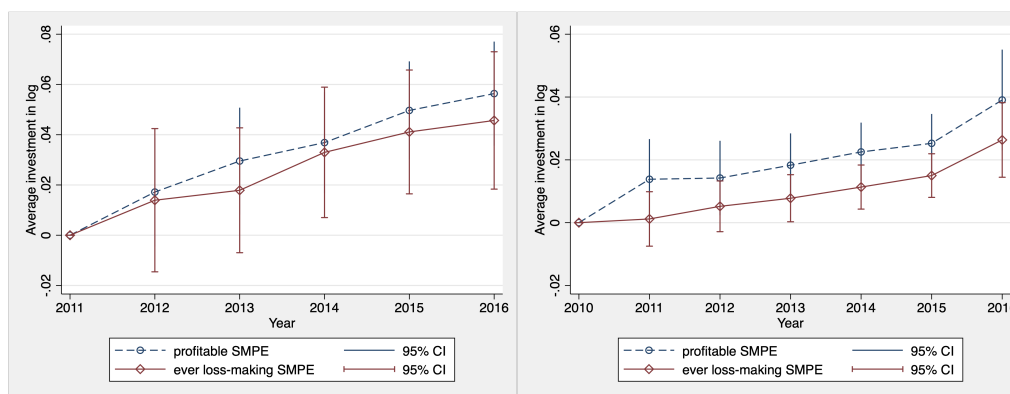 Average investment in log
.08
.06
.04
.02
0
-.02
2011 2012 2013 2014 2015 2016
Year
profitable SMPE 95% CI
ever loss-making SMPE 95% CI
Average investment in log
.06
.04
.02
0
-.02
2010 2011 2012 2013 2014 2015 201
Year
profitable SMPE 95% CI
ever loss-making SMPE 95% CI